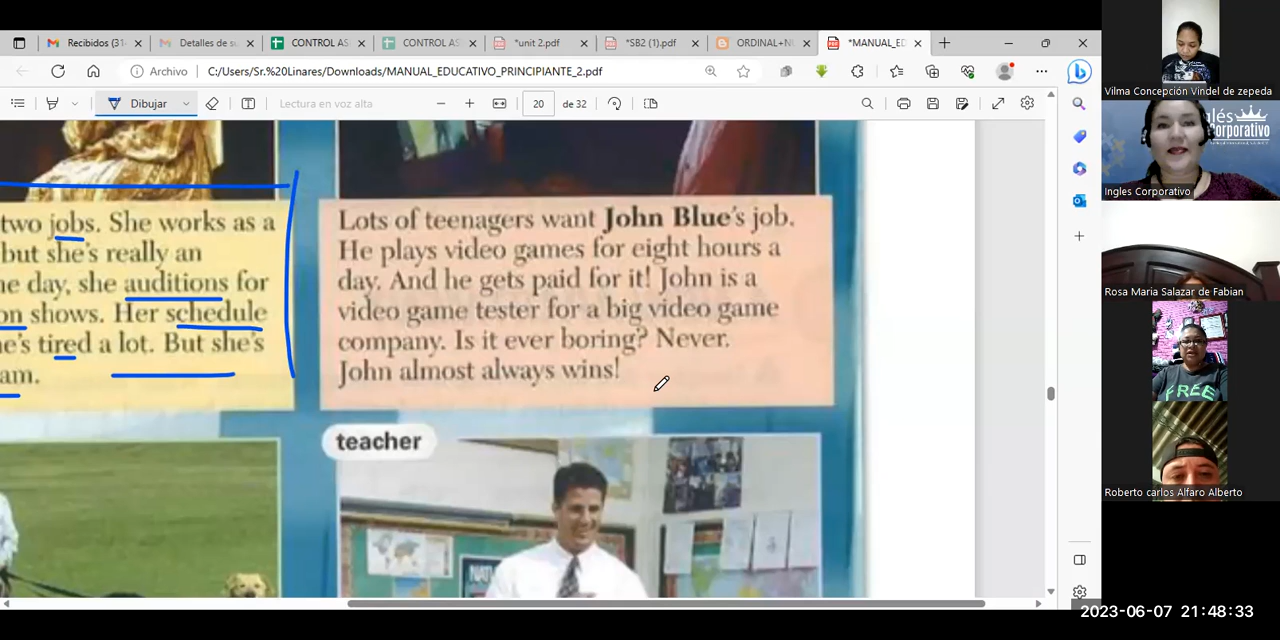 Recibidos (31
Detalles de su
CONTROL AS
CONTROL AS
*unit 2.pdf
*SB2 (1).pdf
ORDINAL+N
*MANUAL_ED
Archivo
C:/Users/Sr.%20Linares/Downloads/MANUAL_EDUCATIVO_PRINCIPIANTE_2.pdf
Dibujar
Lectura en voz alta
20
de 32
two jobs. She works as a
but she's really an
ne day, she auditions for
on shows. Her schedule
he's tired a lot. But she's
am.
Lots of teenagers want John Blue's job.
He plays video games for eight hours a
day. And he gets paid for it! John is a
video game tester for a big video game
company. Is it ever boring? Never.
John almost always wins!
teacher
Vilma Concepción Vindel de zepeda
glés
Corporativo
Ingles Corporativo
Rosa Maria Salazar de Fabian
FREE
Roberto carlos Alfaro Alberto
2023-06-07 21:48:33